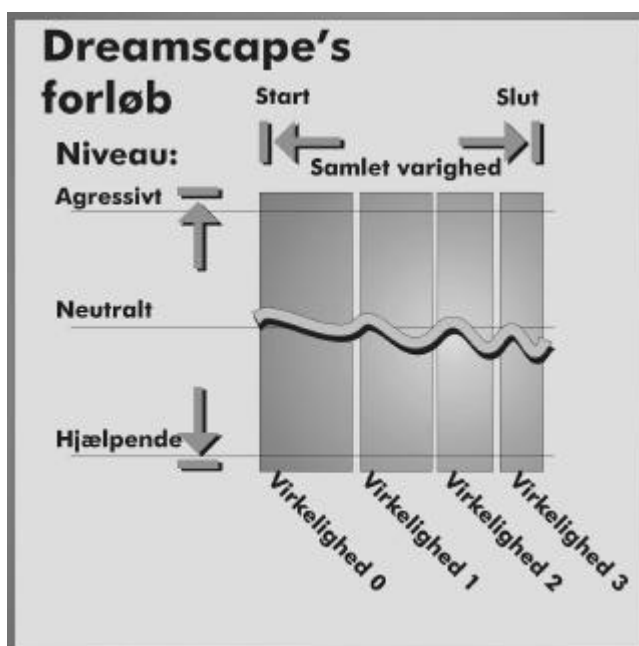 Dreamscape's
forløb
Start
Slut
Niveau:
Samlet varighed
Agressivt
Neutralt
Hjælpende
Virkelighed 0
Virkelighed 1
Virkelighed 2
Virkelighed 3